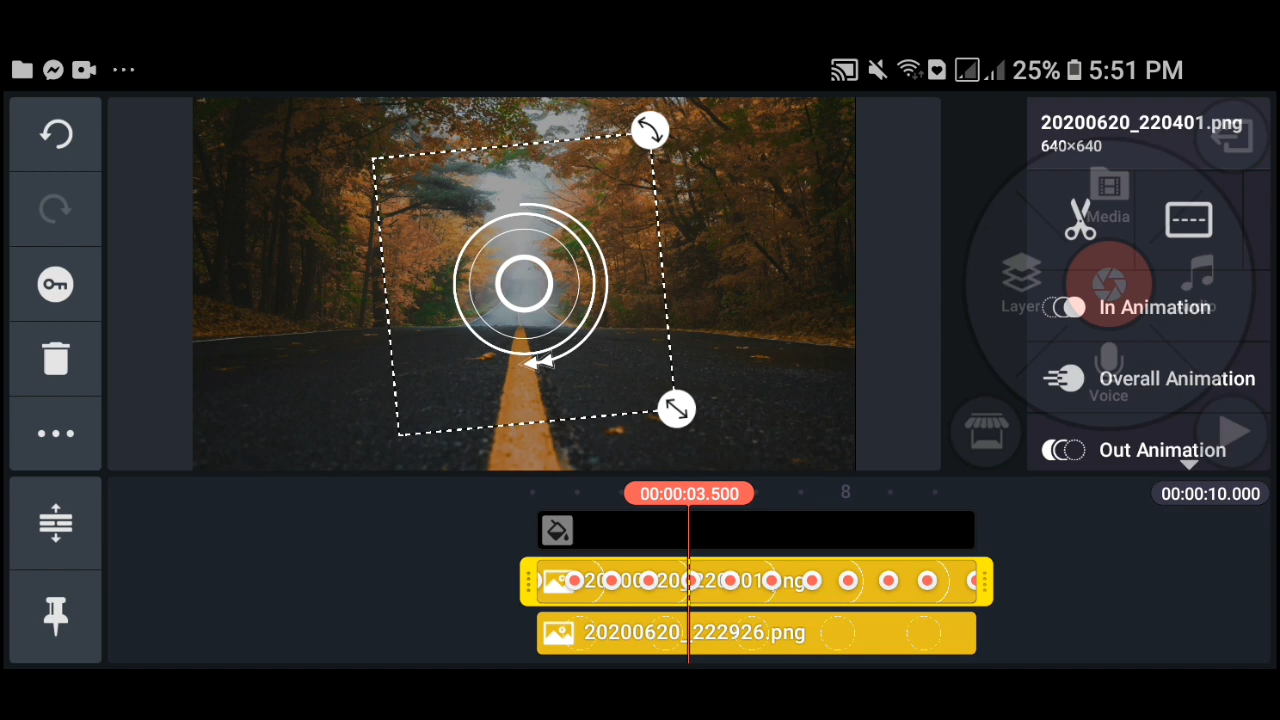 25% 5:51 PM
20200620_220401.png
640×640
Media
Layer
In Animation
Overall Animation
Voice
Out Animation
00:00:03.500
8
00:00:10.000
20200620_220401.png
20200620_222926.png